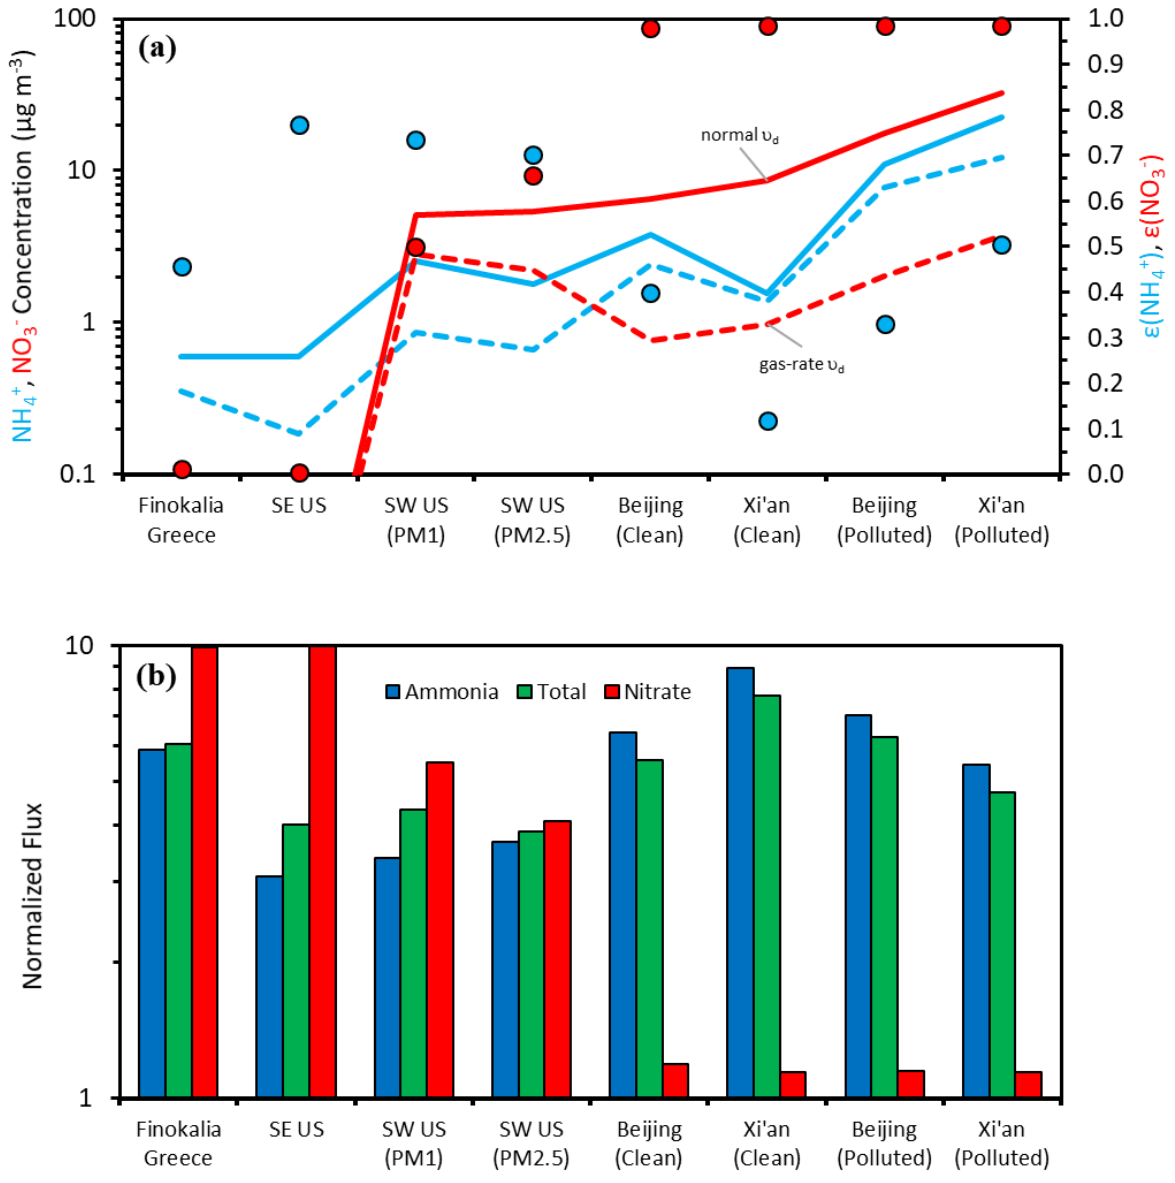 (a)
NH₄⁺, NO₃⁻ Concentration (µg m⁻³)
100
10
1
0.1
normal υd
gas-rate υd
1.0
0.9
0.8
0.7
0.6
0.5
0.4
0.3
0.2
0.1
0.0
ε(NH₄⁺), ε(NO₃⁻)
Finokalia
Greece
SE US
SW US
(PM1)
SW US
(PM2.5)
Beijing
(Clean)
Xi'an
(Clean)
Beijing
(Polluted)
Xi'an
(Polluted)
(b)
Normalized Flux
10
1
Ammonia
Total
Nitrate
Finokalia
Greece
SE US
SW US
(PM1)
SW US
(PM2.5)
Beijing
(Clean)
Xi'an
(Clean)
Beijing
(Polluted)
Xi'an
(Polluted)